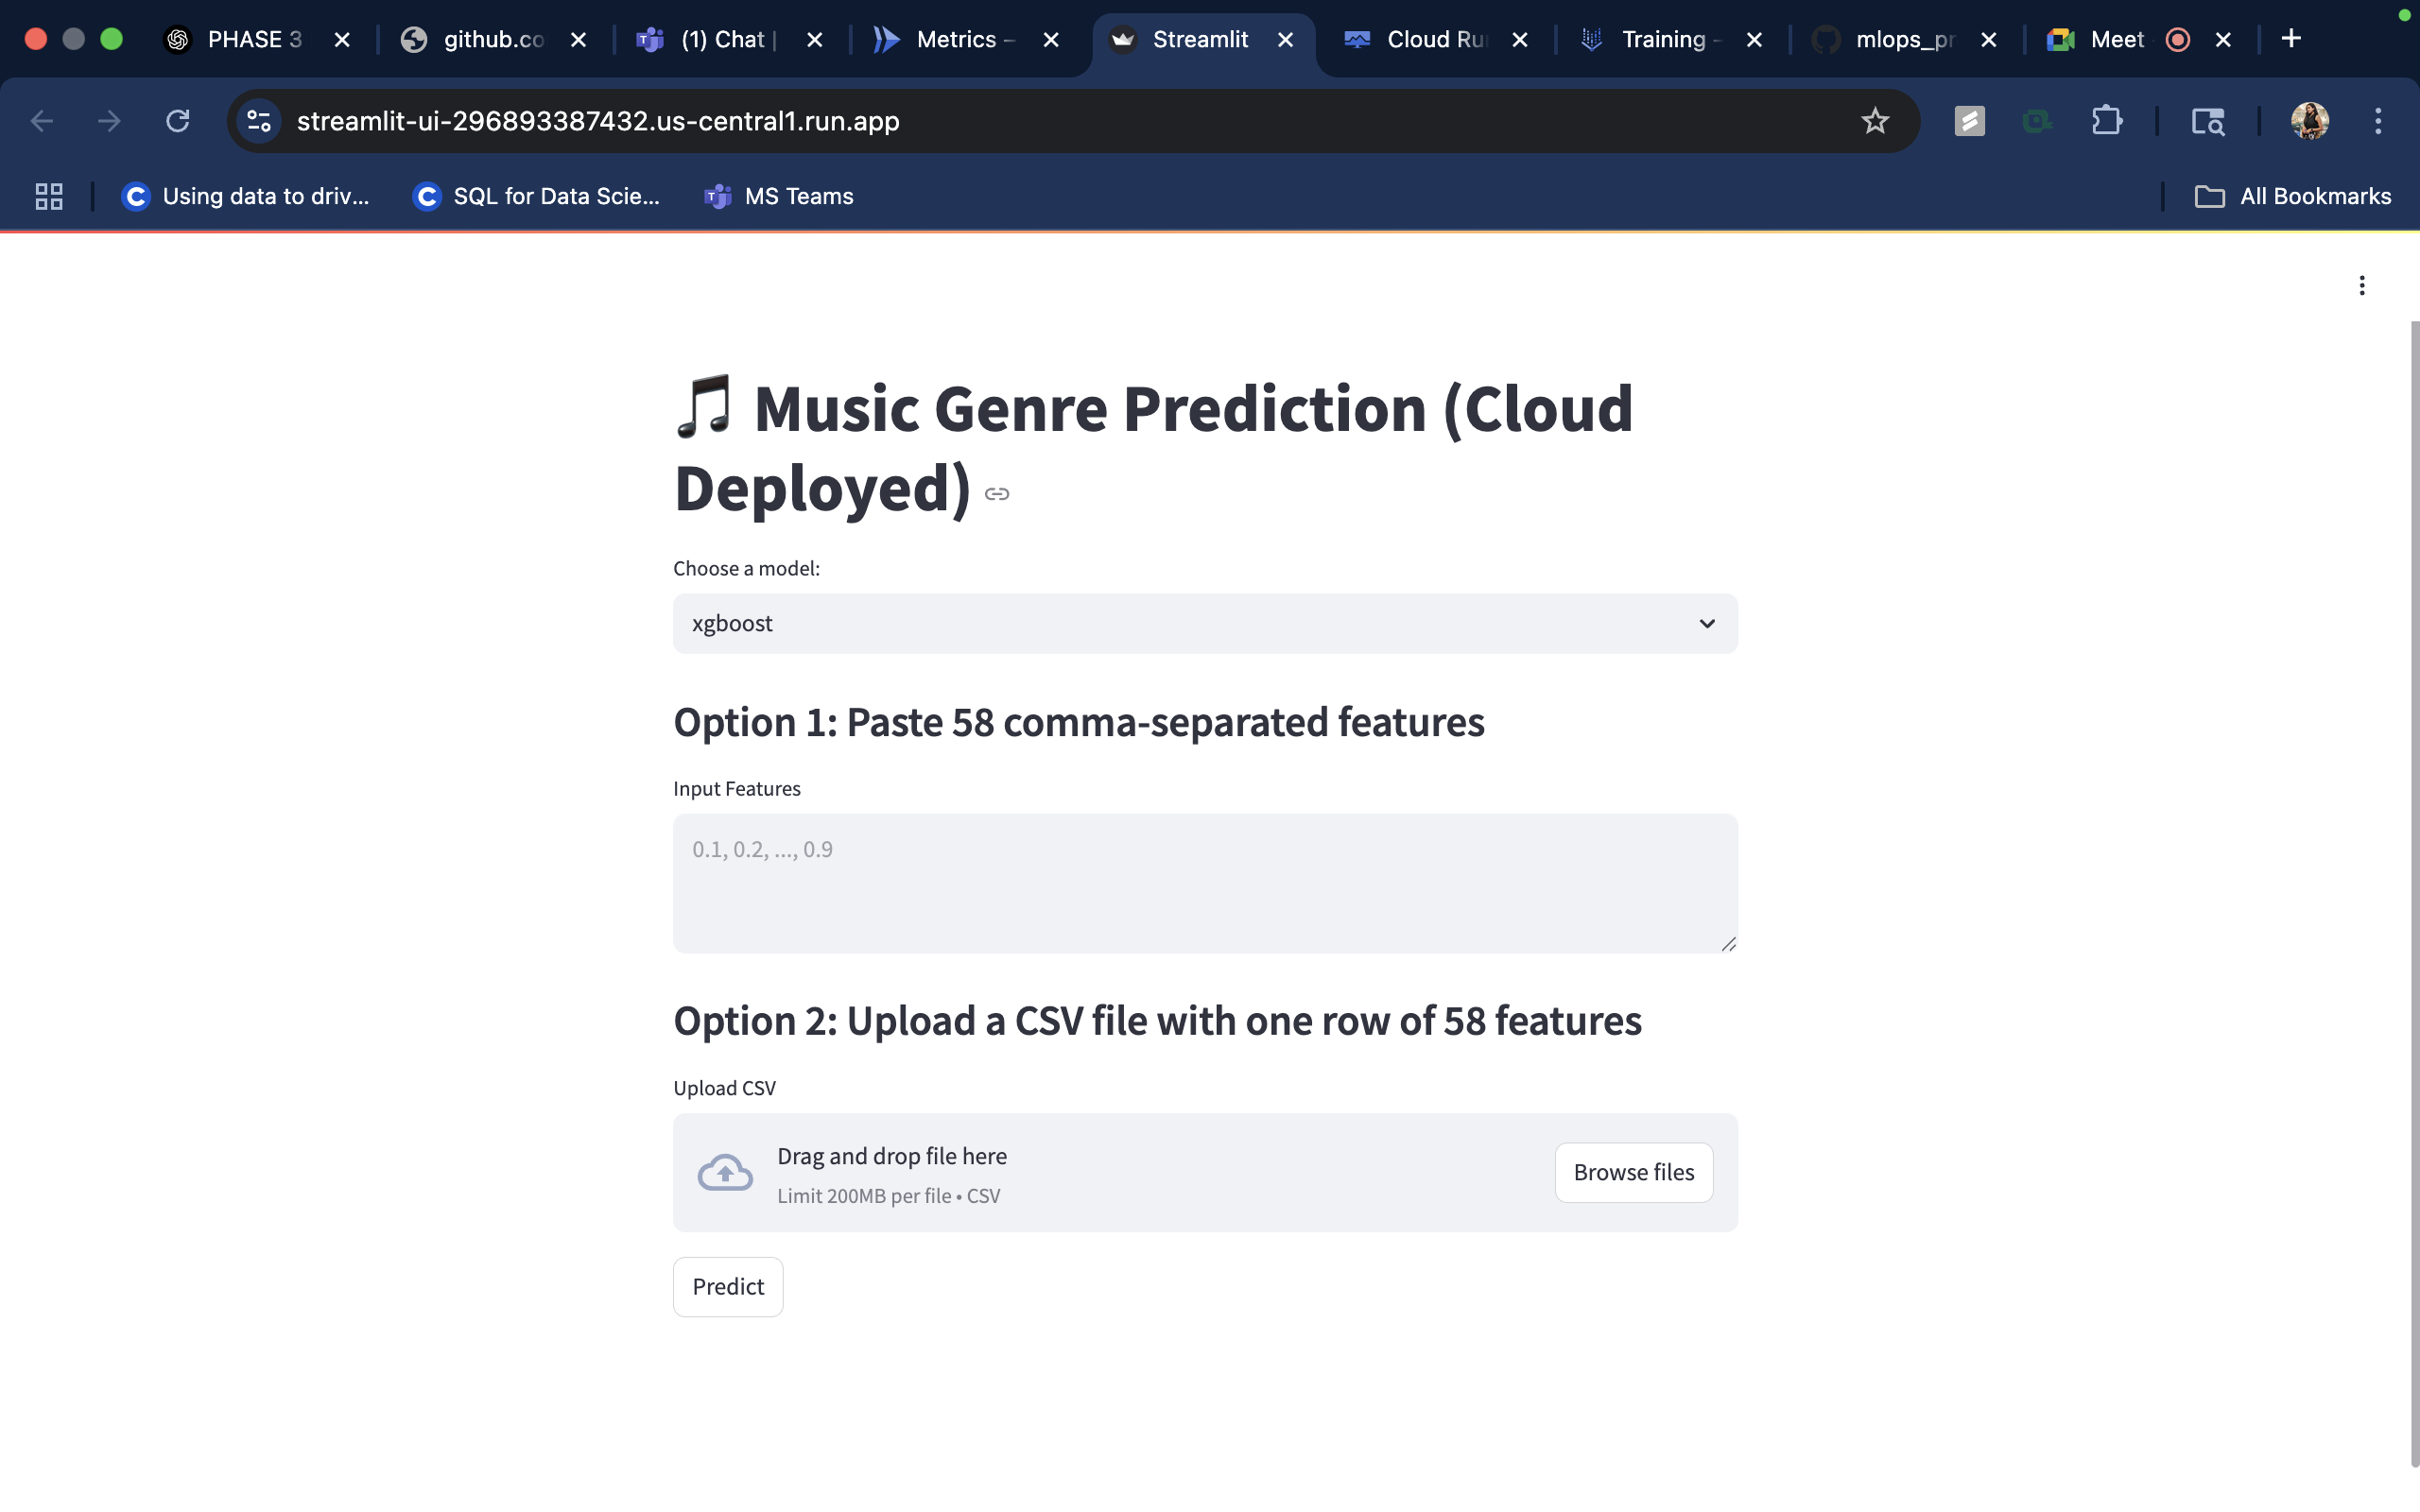 PHASE 3
github.co
(1) Chat |
Metrics –
Streamlit
Cloud Ru
Training -
mlops_pr
Meet
streamlit-ui-296893387432.us-central1.run.app
Using data to driv...
SQL for Data Scie...
MS Teams
All Bookmarks
Music Genre Prediction (Cloud
Deployed)
Choose a model:
xgboost
Option 1: Paste 58 comma-separated features
Input Features
0.1, 0.2, ..., 0.9
Option 2: Upload a CSV file with one row of 58 features
Upload CSV
Drag and drop file here
Limit 200MB per file • CSV
Browse files
Predict